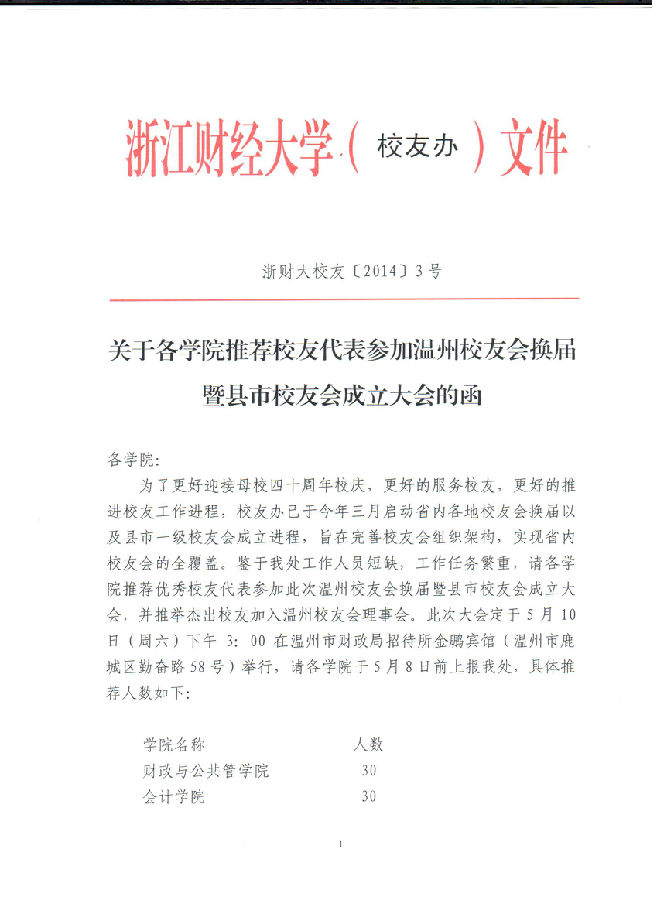 浙江财经大学（校友办）文件
浙财大校友〔2014〕3号
关于各学院推荐校友代表参加温州校友会换届
暨县市校友会成立大会的函
各学院：
为了更好迎接母校四十周年校庆，更好的服务校友，更好的推
进校友工作进程；校友办已于今年三月启动省内各地校友会换届以
及县市一级校友会成立进程，旨在完善校友会组织架构，实现省内
校友会的全覆盖。鉴于我处工作人员短缺，工作任务繁重，请各学
院推荐优秀校友代表参加此次温州校友会换届暨县市校友会成立大
会，并推举杰出校友加入温州校友会理事会。此次大会定于5月10
日（周六）下午 3：00 在温州市财政局招待所金鹏宾馆（温州市鹿
城区勤奋路58号）举行，请各学院于5月8日前上报我处，具体推
荐人数如下：
学院名称 人数
财政与公共管学院 30
会计学院 30
1